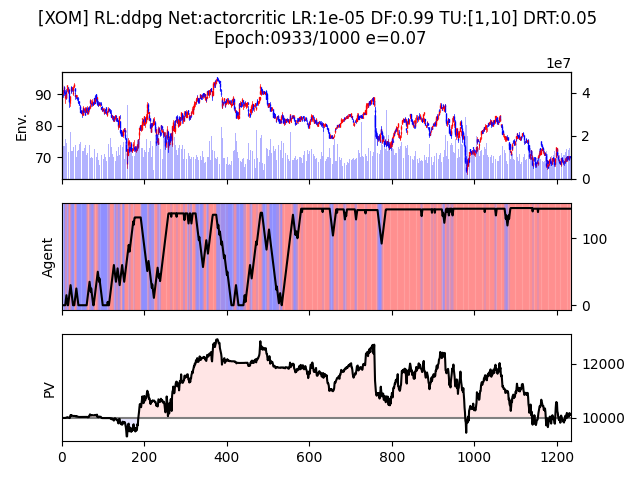 [XOM] RL:ddpg Net:actorcritic LR:1e-05 DF:0.99 TU:[1,10] DRT:0.05
Epoch:0933/1000 e=0.07
1e7
90
80
70
Env.
4
2
0
Agent
100
0
PV
12000
10000
0 200 400 600 800 1000 1200